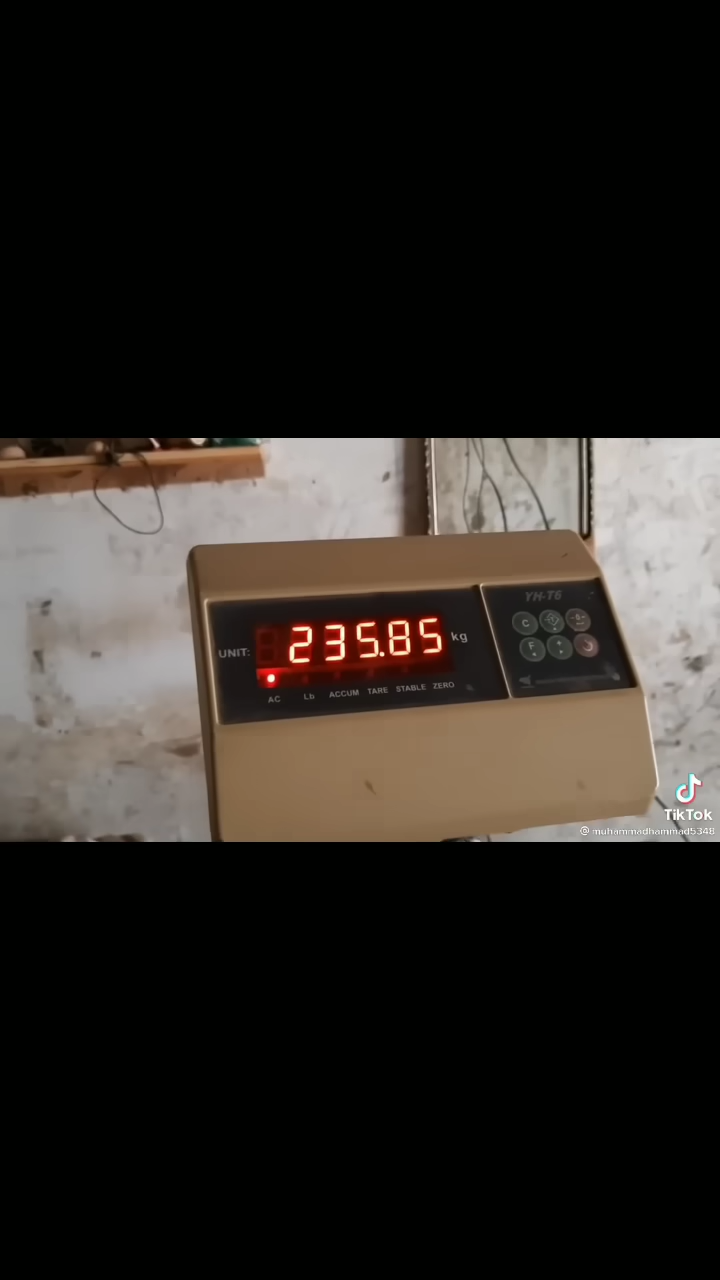 YH-T6
C
F
UNIT: 235.85 kg
AC Lb ACCUM TARE STABLE ZERO
TikTok
@muhammadhammad5348